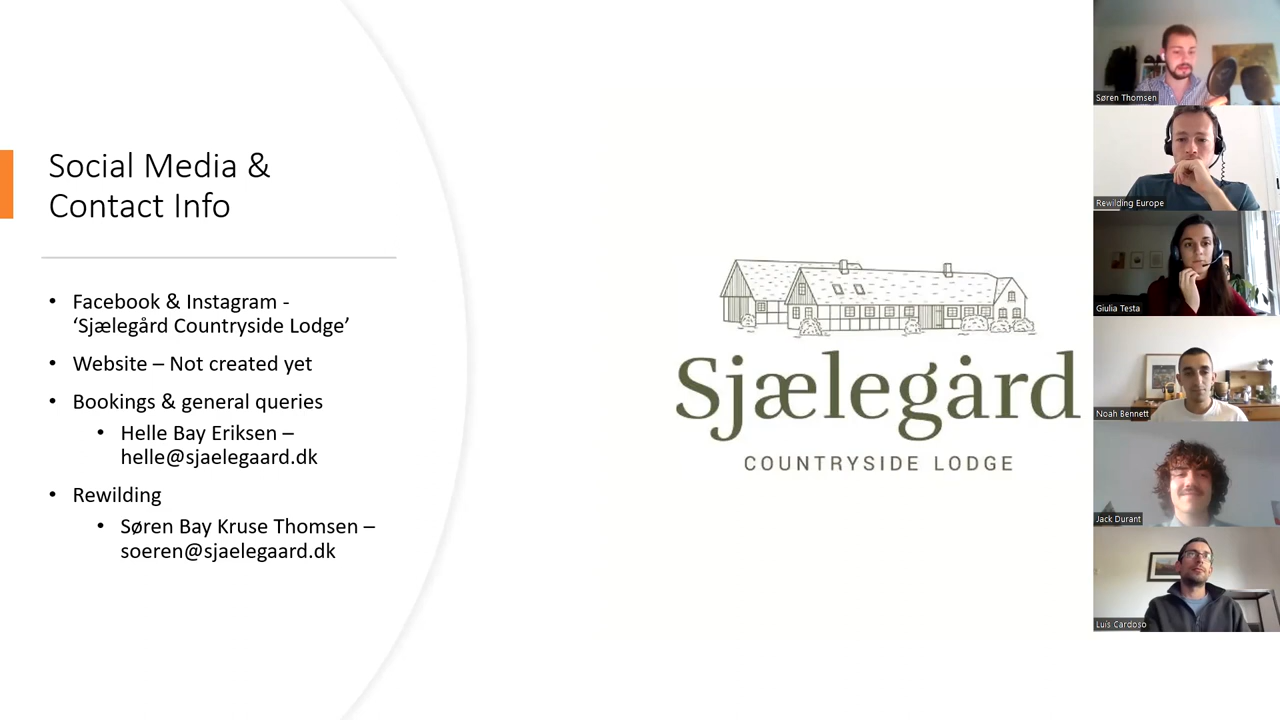 Social Media &
Contact Info
• Facebook & Instagram -
‘Sjælegård Countryside Lodge’
• Website – Not created yet
• Bookings & general queries
• Helle Bay Eriksen –
helle@sjaelegaard.dk
• Rewilding
• Søren Bay Kruse Thomsen –
soeren@sjaelegaard.dk
Sjælegård
COUNTRYSIDE LODGE
Søren Thomsen
Rewilding Europe
Giulia Testa
Noah Bennett
Jack Durant
Luís Cardoso